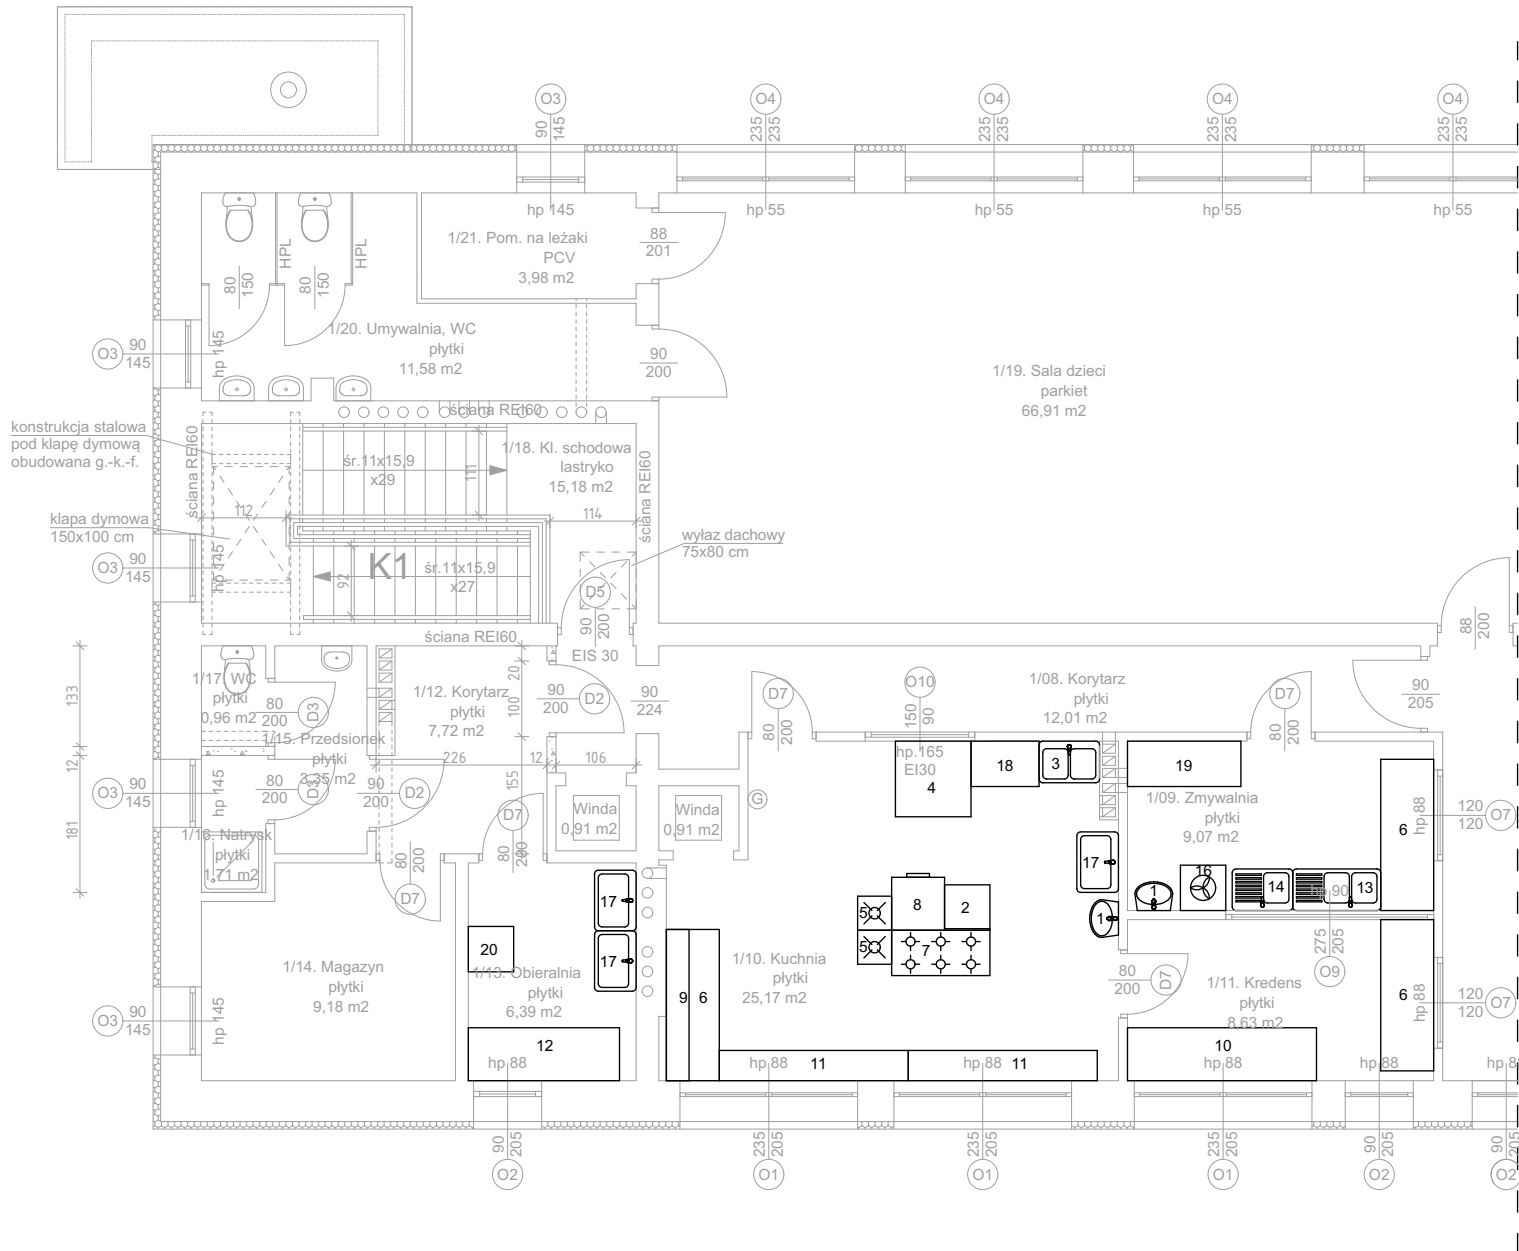 O3
90
145
O4
235
235
O4
235
235
O4
235
235
O4
235
235
hp 145
hp 55
hp 55
hp 55
hp 55
HPL
HPL
80
150
80
150
1/21. Pom. na leżaki
PCV
3,98 m2
88
201
1/20. Umywalnia, WC
płytki
11,58 m2
O3
90
145
hp 145
90
200
1/19. Sala dzieci
parkiet
66,91 m2
ściana REI60
konstrukcja stalowa
pod klapę dymową
obudowana g.-k.-f.
ściana REI60
śr.11x15,9
x29
111
1/18. Kl. schodowa
lastryko
15,18 m2
ściana REI60
112
114
klapa dymowa
150x100 cm
wyłaz dachowy
75x80 cm
O3
90
145
hp 145
92
K1
śr.11x15,9
x27
D5
90
200
88
200
ściana REI60
EIS 30
133
12
181
1/17. WC
płytki
0,96 m2
80
200
D3
1/12. Korytarz
płytki
7,72 m2
20
100
90
200
D2
90
224
D7
80
200
O10
150
90
1/08. Korytarz
płytki
12,01 m2
D7
80
200
90
205
1/15. Przedsionek
płytki
3,35 m2
226
12
106
155
hp.165
EI30
O3
90
145
hp 145
80
200
D3
90
200
D2
D7
80
200
Winda
0,91 m2
Winda
0,91 m2
G
4
18
3
19
1/09. Zmywalnia
płytki
9,07 m2
6
hp 88
120
120
O7
1/16. Natrysk
płytki
1,71 m2
80
200
D7
17
17
17
1
1
16
14
13
hp 90
5
5
8
2
7
20
1/14. Magazyn
płytki
9,18 m2
1/13. Obieralnia
płytki
6,39 m2
1/10. Kuchnia
płytki
25,17 m2
9
6
80
200
D7
275
205
O9
1/11. Kredens
płytki
8,63 m2
6
hp 88
120
120
O7
O3
90
145
hp 145
12
hp 88
hp 88
11
hp 88
11
10
hp 88
hp 88
hp 8
90
205
O2
235
205
O1
235
205
O1
235
205
O1
90
205
O2
90
205
O2